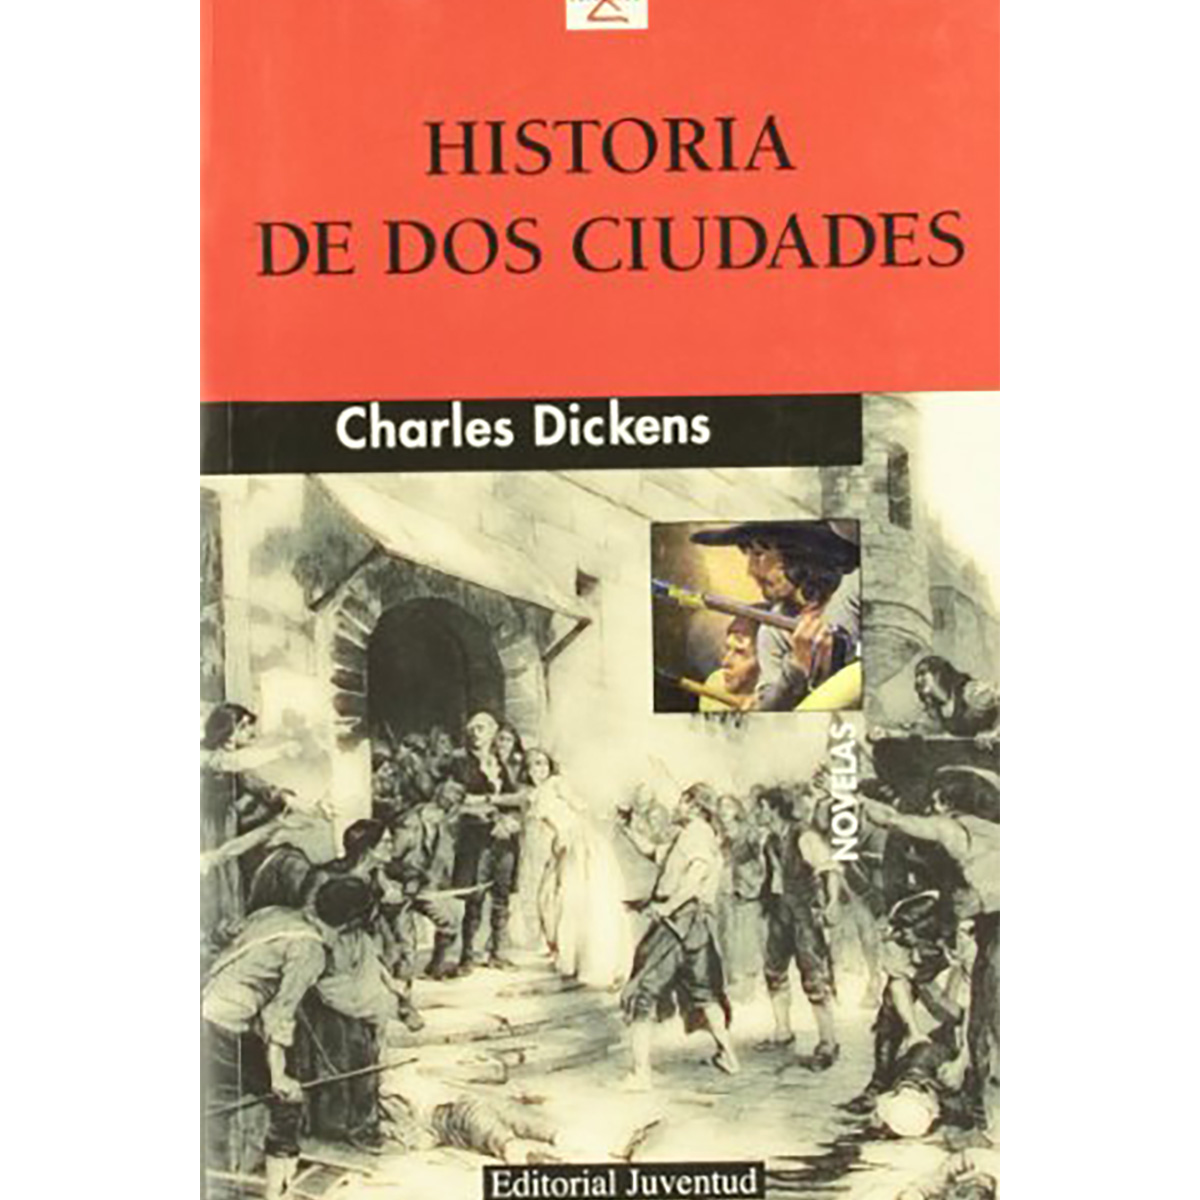 HISTORIA
DE DOS CIUDADES
Charles Dickens
NOVELAS
Editorial Juventud